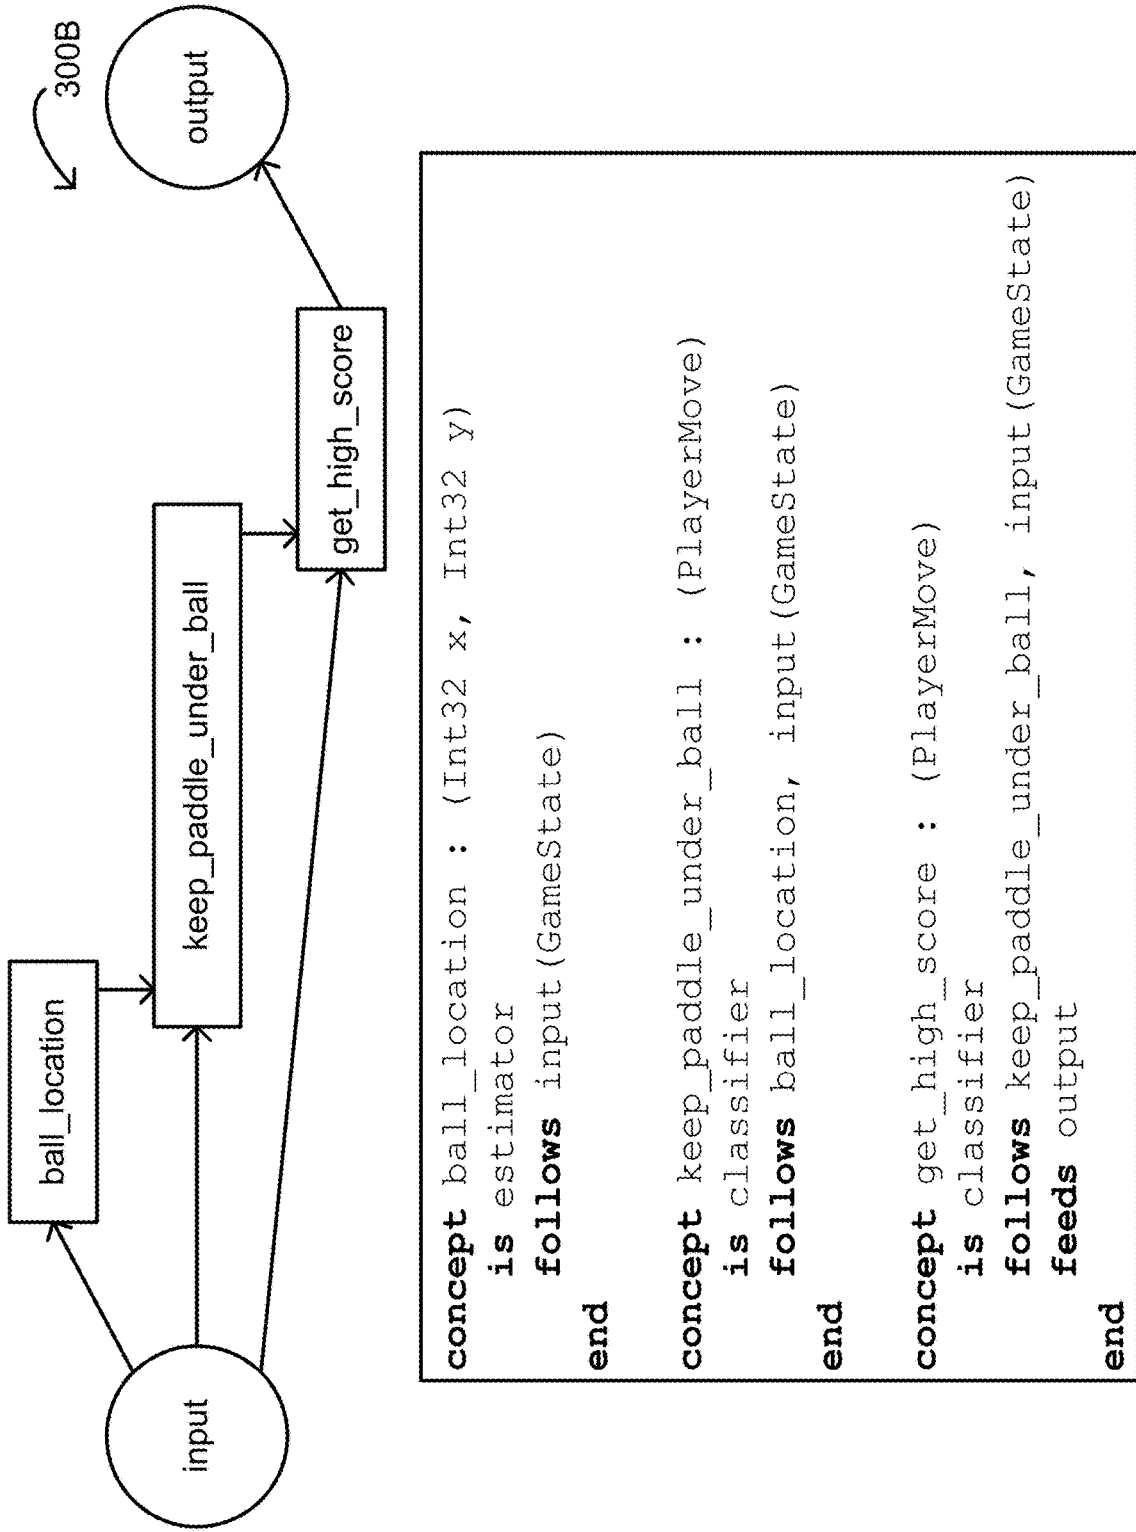 300B
input
ball_location
keep_paddle_under_ball
get_high_score
output
concept ball_location : (Int32 x, Int32 y)
is estimator
follows input(GameState)
end
concept keep_paddle_under_ball : (PlayerMove)
is classifier
follows ball_location, input(GameState)
end
concept get_high_score : (PlayerMove)
is classifier
follows keep_paddle_under_ball, input(GameState)
feeds output
end